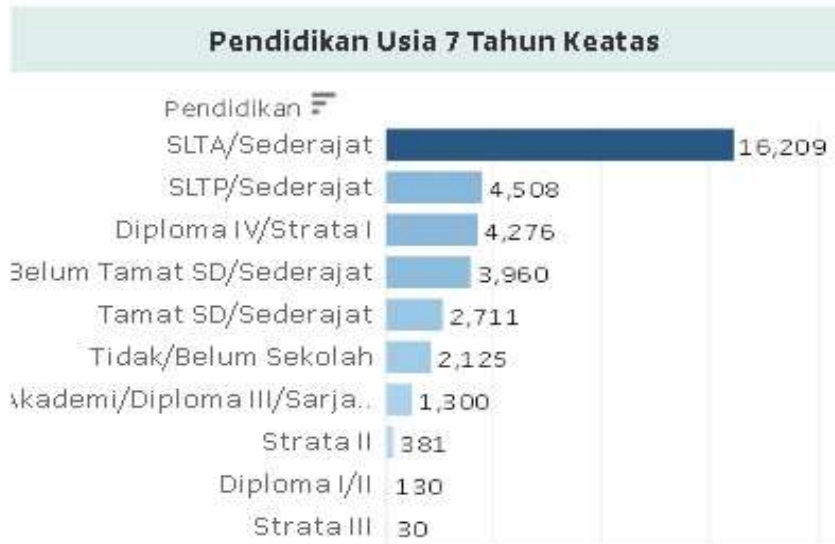 Pendidikan Usia 7 Tahun Keatas
Pendidikan
SLTA/Sederajat 16,209
SLTP/Sederajat 4,508
Diploma IV/Strata I 4,276
Belum Tamat SD/Sederajat 3,960
Tamat SD/Sederajat 2,711
Tidak/Belum Sekolah 2,125
Akademi/Diploma III/Sarja.. 1,300
Strata II 381
Diploma I/II 130
Strata III 30